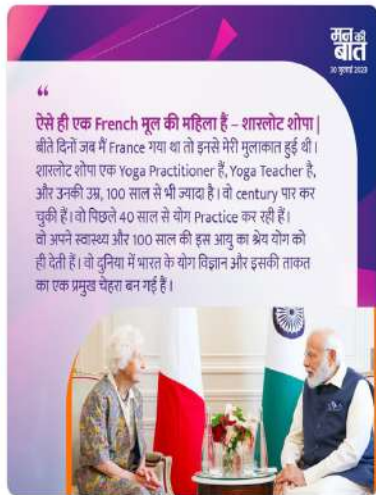 मन की
बात
30 जुलाई 2023
“
ऐसे ही एक French मूल की महिला हैं – शारलोट शोपा |
बीते दिनों जब मैं France गया था तो इनसे मेरी मुलाकात हुई थी।
शारलोट शोपा एक Yoga Practitioner हैं, Yoga Teacher है,
और उनकी उम्र, 100 साल से भी ज्यादा है। वो century पार कर
चुकी हैं। वो पिछले 40 साल से योग Practice कर रही हैं।
वो अपने स्वास्थ्य और 100 साल की इस आयु का श्रेय योग को
ही देती हैं। वो दुनिया में भारत के योग विज्ञान और इसकी ताकत
का एक प्रमुख चेहरा बन गई हैं।